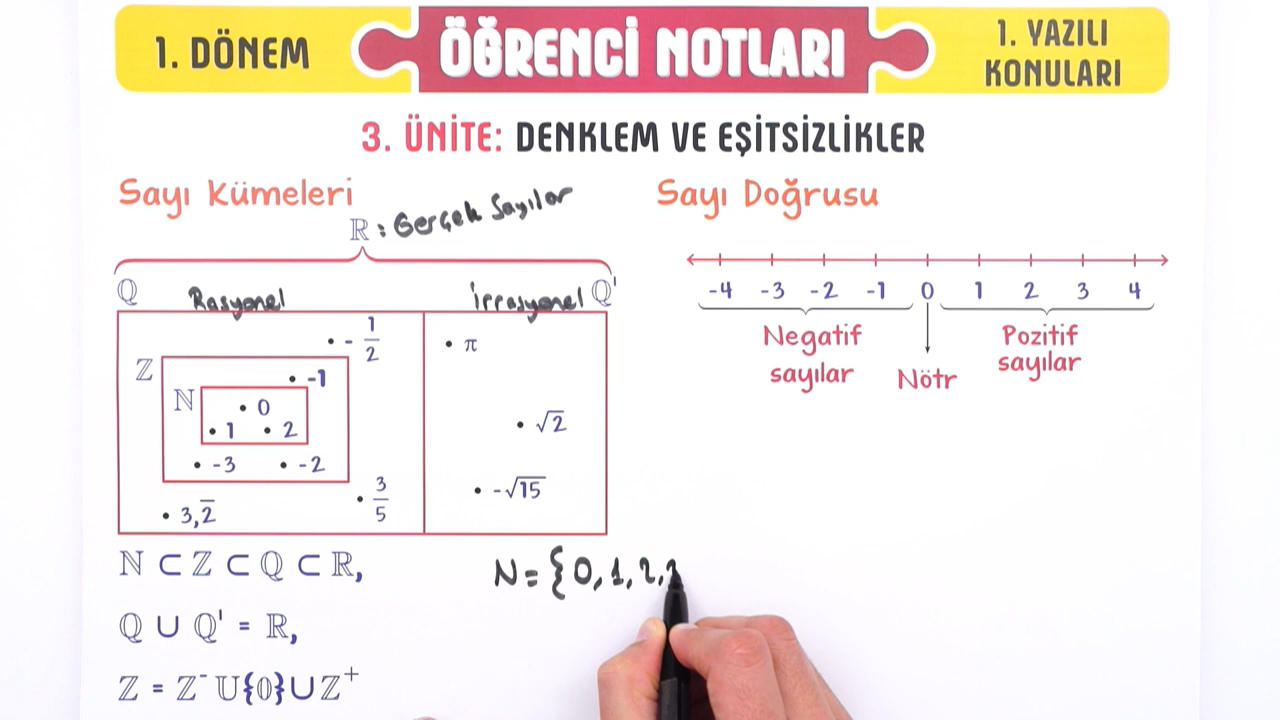 1. DÖNEM
ÖĞRENCİ NOTLARI
1. YAZILI
KONULARI
3. ÜNİTE: DENKLEM VE EŞİTSİZLİKLER
Sayı Kümeleri
ℝ : Gerçek Sayılar
ℚ Rasyonel İrrasyonel ℚ'
-1/2
π
ℤ
-1
ℕ
0
1 2
√2
-3 -2
3/5
-√15
3,2̅
ℕ ⊂ ℤ ⊂ ℚ ⊂ ℝ,
ℚ ∪ ℚ' = ℝ,
ℤ = ℤ⁻ ∪ {0} ∪ ℤ⁺
N = { 0, 1, 2,
Sayı Doğrusu
-4 -3 -2 -1 0 1 2 3 4
Negatif
sayılar
Nötr
Pozitif
sayılar